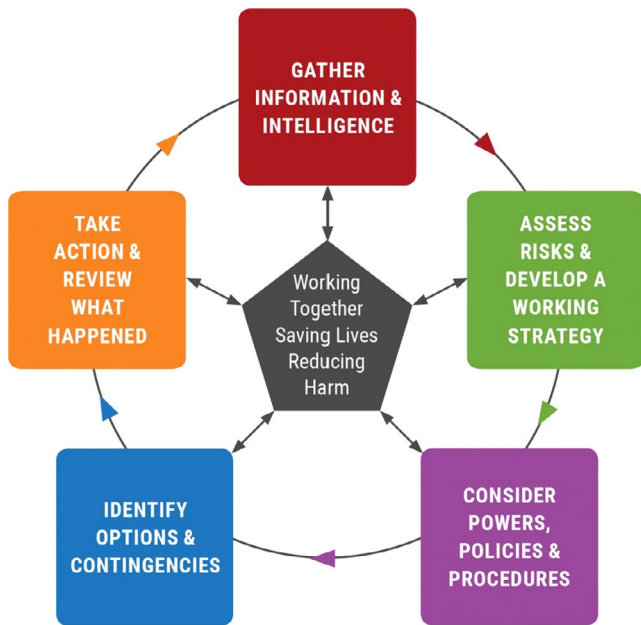 GATHER
INFORMATION &
INTELLIGENCE
ASSESS
RISKS &
DEVELOP A
WORKING
STRATEGY
CONSIDER
POWERS,
POLICIES &
PROCEDURES
IDENTIFY
OPTIONS &
CONTINGENCIES
TAKE
ACTION &
REVIEW
WHAT
HAPPENED
Working
Together
Saving Lives
Reducing
Harm